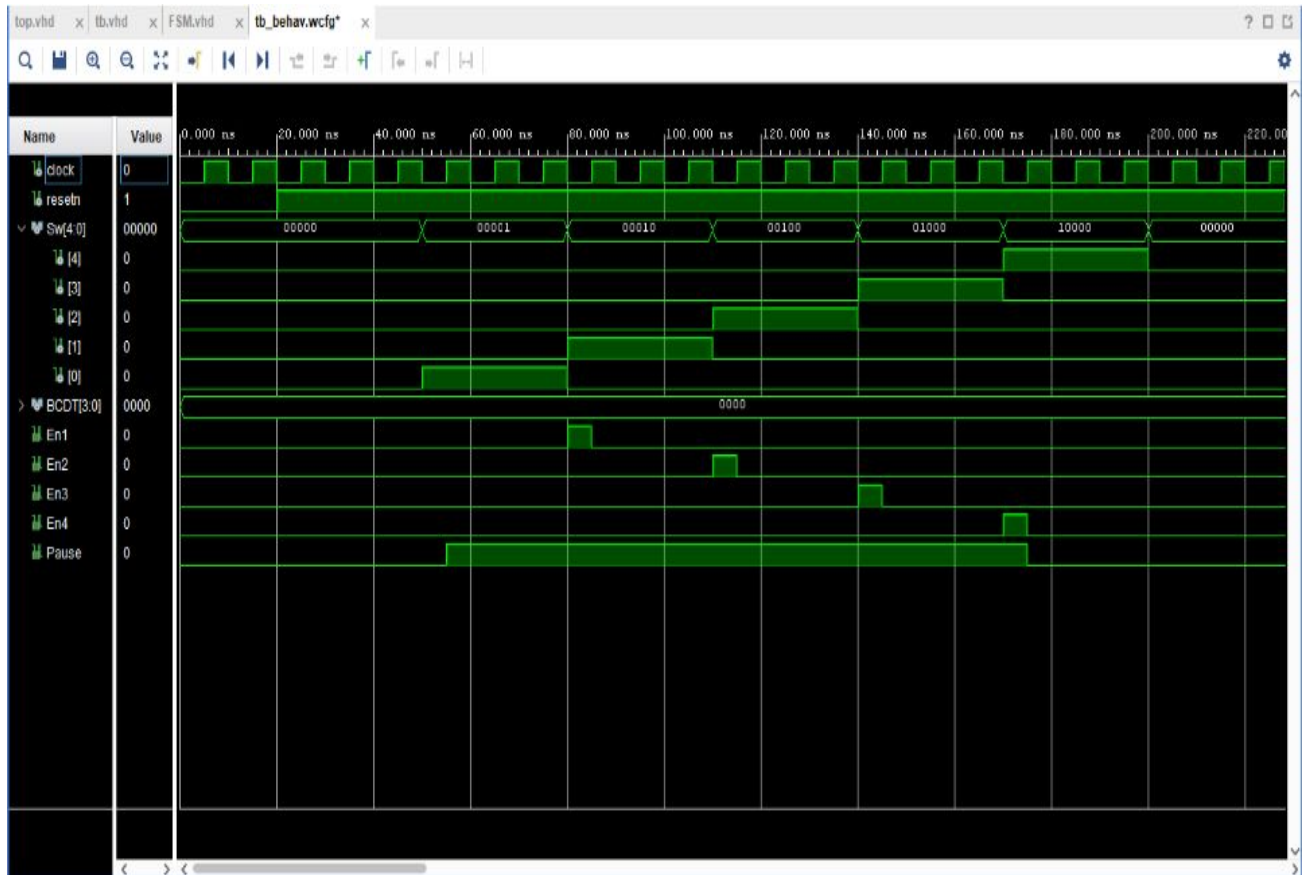 top.vhd x tb.vhd x FSM.vhd x tb_behav.wcfg* x ?
Name Value 0.000 ns 20.000 ns 40.000 ns 60.000 ns 80.000 ns 100.000 ns 120.000 ns 140.000 ns 160.000 ns 180.000 ns 200.000 ns 220.00
clock 0
resetn 1
Sw[4:0] 00000 00000 00001 00010 00100 01000 10000 00000
[4] 0
[3] 0
[2] 0
[1] 0
[0] 0
BCDT[3:0] 0000 0000
En1 0
En2 0
En3 0
En4 0
Pause 0